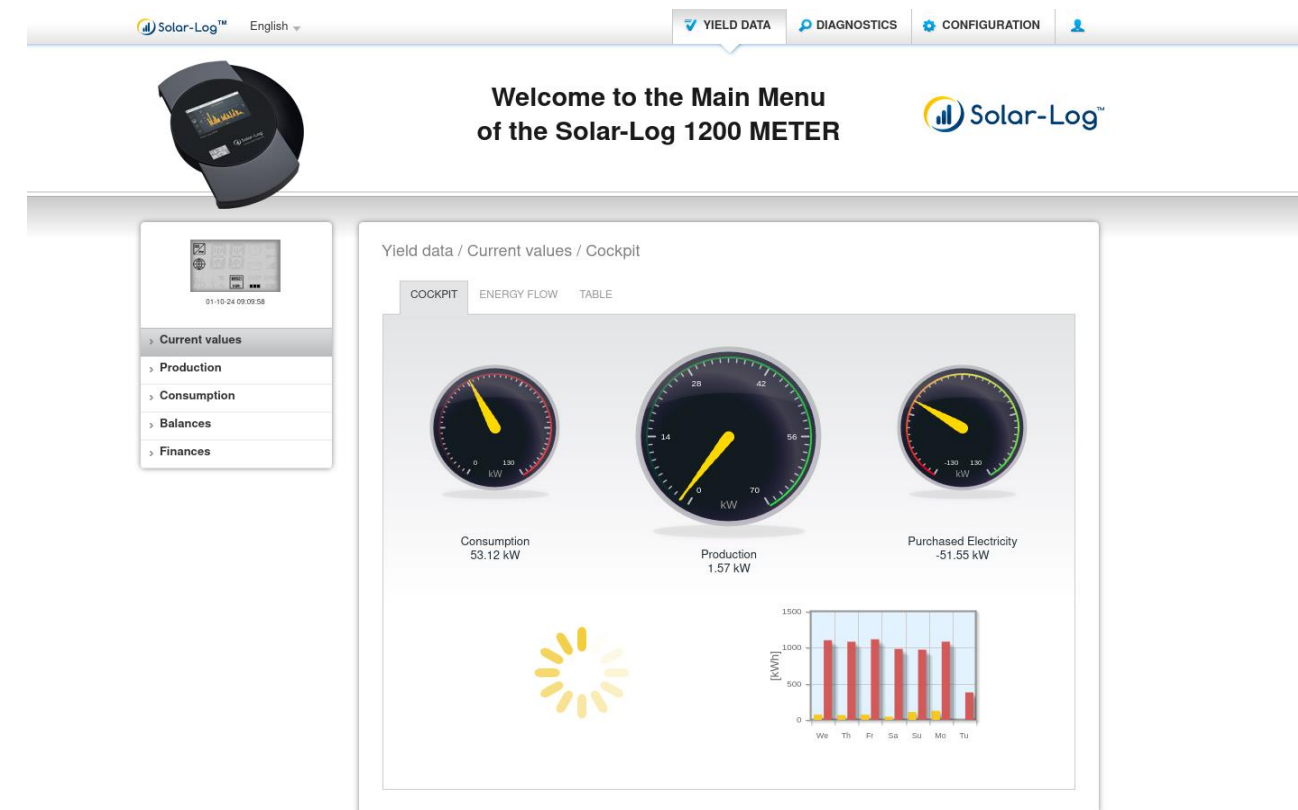 Solar-Log™ English
YIELD DATA DIAGNOSTICS CONFIGURATION
Welcome to the Main Menu
of the Solar-Log 1200 METER
Solar-Log™
01-10-24 09:09:58
Current values
Production
Consumption
Balances
Finances
Yield data / Current values / Cockpit
COCKPIT ENERGY FLOW TABLE
0 130
kW
Consumption
53.12 kW
28 42
14 56
0 70
kW
Production
1.57 kW
-130 130
kW
Purchased Electricity
-51.55 kW
[kWh]
1500
1000
500
0
We Th Fr Sa Su Mo Tu